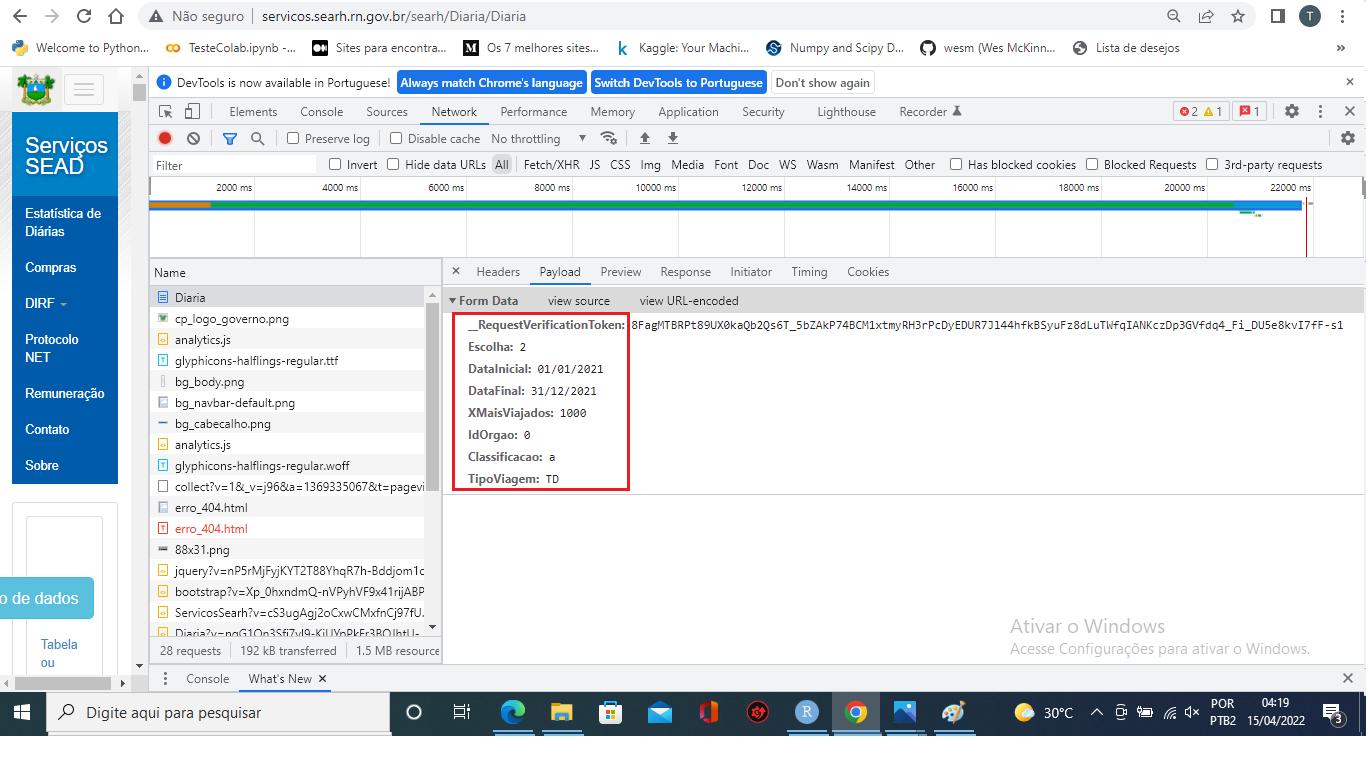 Não seguro | servicos.searh.rn.gov.br/searh/Diaria/Diaria
T
Welcome to Python... TesteColab.ipynb -... Sites para encontra... Os 7 melhores sites... Kaggle: Your Machi... Numpy and Scipy D... wesm (Wes McKinn... Lista de desejos »
DevTools is now available in Portuguese! Always match Chrome's language Switch DevTools to Portuguese Don't show again
Elements Console Sources Network Performance Memory Application Security Lighthouse Recorder 2 1 1
Preserve log Disable cache No throttling
Filter Invert Hide data URLs All Fetch/XHR JS CSS Img Media Font Doc WS Wasm Manifest Other Has blocked cookies Blocked Requests 3rd-party requests
2000 ms 4000 ms 6000 ms 8000 ms 10000 ms 12000 ms 14000 ms 16000 ms 18000 ms 20000 ms 22000 ms
Serviços
SEAD
Estatística de
Diárias
Compras
DIRF
Protocolo
NET
Remuneração
Contato
Sobre
o de dados
Tabela
ou
Name
Diaria
cp_logo_governo.png
analytics.js
glyphicons-halflings-regular.ttf
bg_body.png
bg_navbar-default.png
bg_cabecalho.png
analytics.js
glyphicons-halflings-regular.woff
collect?v=1&_v=j96&a=1369335067&t=pagevi
erro_404.html
erro_404.html
88x31.png
jquery?v=nP5rMjFyjKYT2T88YhqR7h-Bddjom1c
bootstrap?v=Xp_0hxndmQ-nVPyhVF9x41rijABP
ServicosSearh?v=cS3ugAgj2oCxwCMxfnCj97fU.
28 requests 192 kB transferred 1.5 MB resource
Headers Payload Preview Response Initiator Timing Cookies
Form Data view source view URL-encoded
__RequestVerificationToken: 8FagMTBRPt89UX0kaQb2Qs6T_5bZAkP74BCM1xtmyRH3rPcDyEDUR7Jl44hfkBSyuFz8dLuTWfqIANKczDp3GVfdq4_Fi_DU5e8kvI7fF-s1
Escolha: 2
DataInicial: 01/01/2021
DataFinal: 31/12/2021
XMaisViajados: 1000
IdOrgao: 0
Classificacao: a
TipoViagem: TD
Ativar o Windows
Acesse Configurações para ativar o Windows.
Console What's New
Digite aqui para pesquisar
30°C
POR
PTB2
04:19
15/04/2022
3